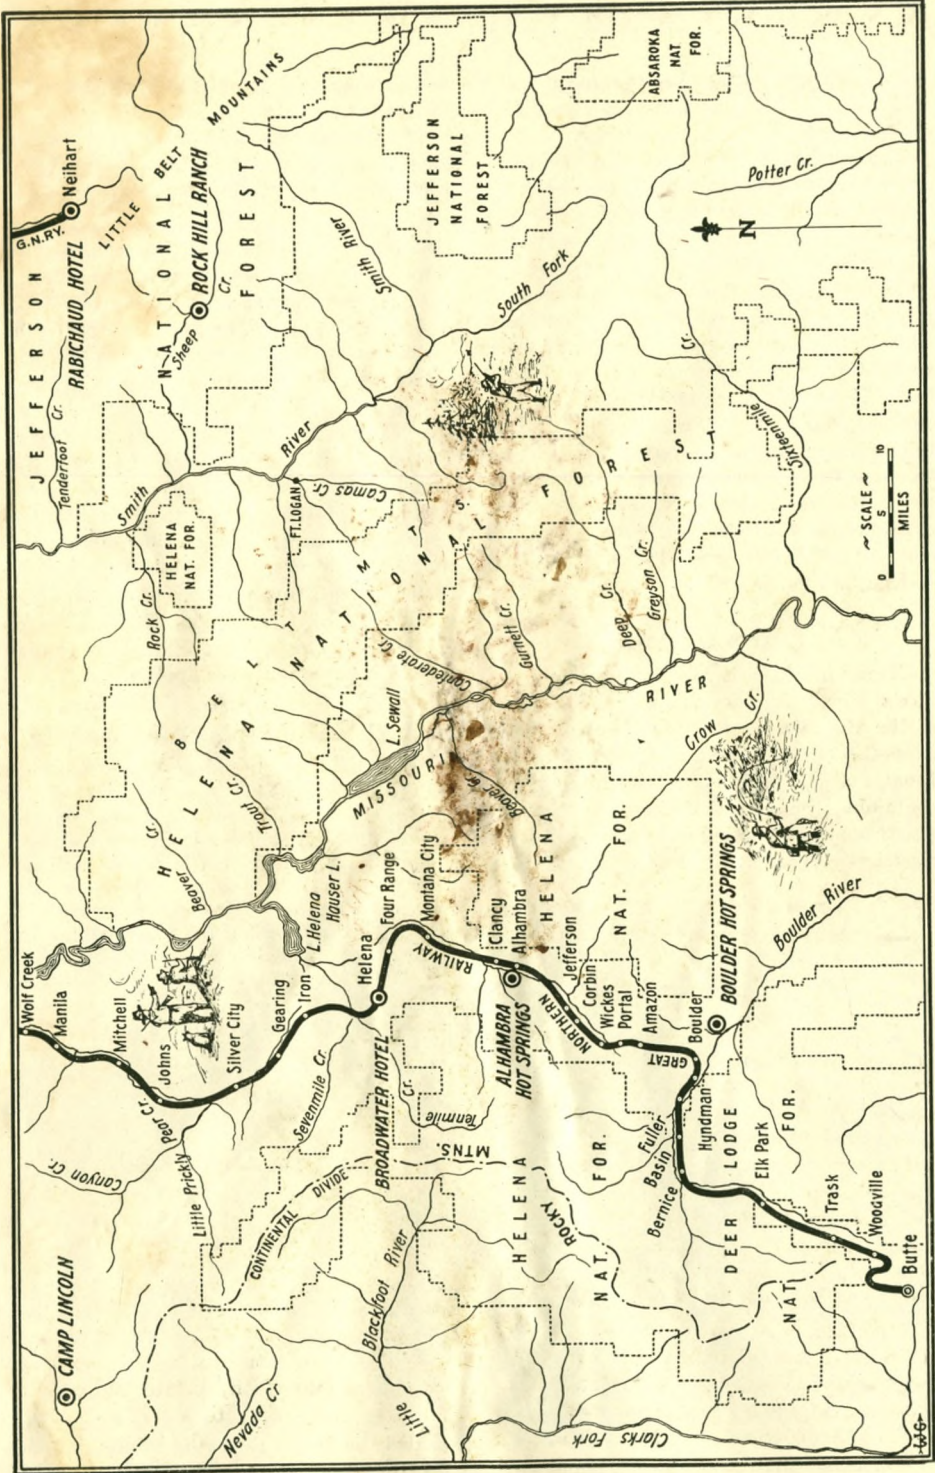 G.N.RY.
Neihart
LITTLE BELT MOUNTAINS
JEFFERSON
NATIONAL
FOREST
RABICHAUD HOTEL
Tenderfoot Cr.
ROCK HILL RANCH
Sheep Cr.
Smith River
JEFFERSON
NATIONAL
FOREST
ABSAROKA
NAT
FOR.
Potter Cr.
N
South Fork
Smith River
HELENA
NAT. FOR.
Rock Cr.
FT. LOGAN
Camas Cr.
BELT MTS.
HELENA NATIONAL FOREST
Sixteenmile Cr.
~ SCALE ~
0 5 10
MILES
Deep Cr.
Greyson Cr.
Gurnett Cr.
Confederate Cr.
L. Sewall
MISSOURI RIVER
Crow Cr.
Beaver Cr.
Trout Cr.
Beaver Cr.
L. Helena
Hauser L.
Wolf Creek
Manila
Mitchell
Johns
Silver City
Gearing
Iron
Helena
Four Range
Montana City
Clancy
Alhambra
Jefferson
Corbin
Wickes
Portal
Amazon
Boulder
BOULDER HOT SPRINGS
Boulder River
HELENA
NAT. FOR.
GREAT NORTHERN RAILWAY
ALHAMBRA
HOT SPRINGS
BROADWATER HOTEL
Tenmile Cr.
Sevenmile Cr.
Little Prickly Pear Cr.
Canyon Cr.
CAMP LINCOLN
CONTINENTAL DIVIDE
ROCKY MTNS.
HELENA
NAT. FOR.
Little Blackfoot River
Nevada Cr.
Clarks Fork
Hyndman
Fuller
Basin
Bernice
Elk Park
Trask
Woodville
Butte
DEER LODGE
NAT. FOR.